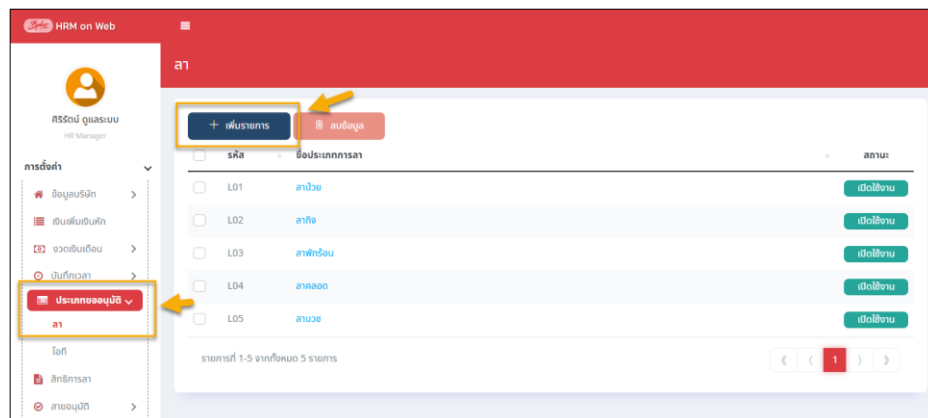 Bplus HRM on Web
ลา
ศิริรัตน์ ดูแลระบบ
HR Manager
การตั้งค่า
ข้อมูลบริษัท
เงินเพิ่มเงินหัก
งวดเงินเดือน
บันทึกเวลา
ประเภทขออนุมัติ
ลา
โอที
สิทธิการลา
สายอนุมัติ
+ เพิ่มรายการ ลบข้อมูล
รหัส ชื่อประเภทการลา สถานะ
L01 ลาป่วย เปิดใช้งาน
L02 ลากิจ เปิดใช้งาน
L03 ลาพักร้อน เปิดใช้งาน
L04 ลาคลอด เปิดใช้งาน
L05 ลาบวช เปิดใช้งาน
รายการที่ 1-5 จากทั้งหมด 5 รายการ
1